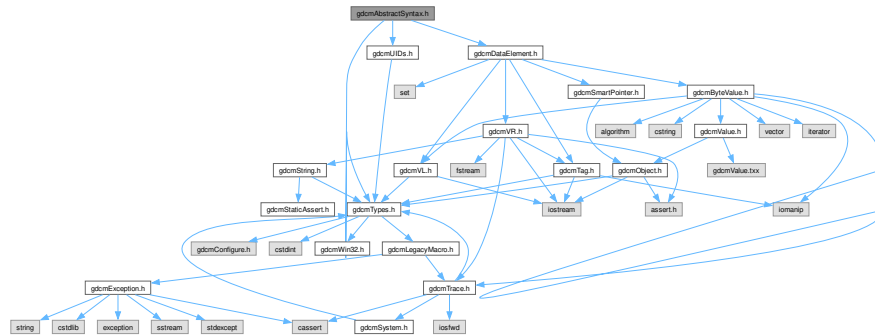 gdcmAbstractSyntax.h
gdcmUIDs.h
gdcmDataElement.h
set
gdcmSmartPointer.h
gdcmByteValue.h
gdcmVR.h
algorithm
cstring
gdcmValue.h
vector
iterator
gdcmString.h
gdcmVL.h
fstream
gdcmTag.h
gdcmObject.h
gdcmValue.txx
gdcmStaticAssert.h
gdcmTypes.h
iostream
assert.h
iomanip
gdcmConfigure.h
cstdint
gdcmWin32.h
gdcmLegacyMacro.h
gdcmException.h
gdcmTrace.h
string
cstdlib
exception
sstream
stdexcept
cassert
gdcmSystem.h
iosfwd